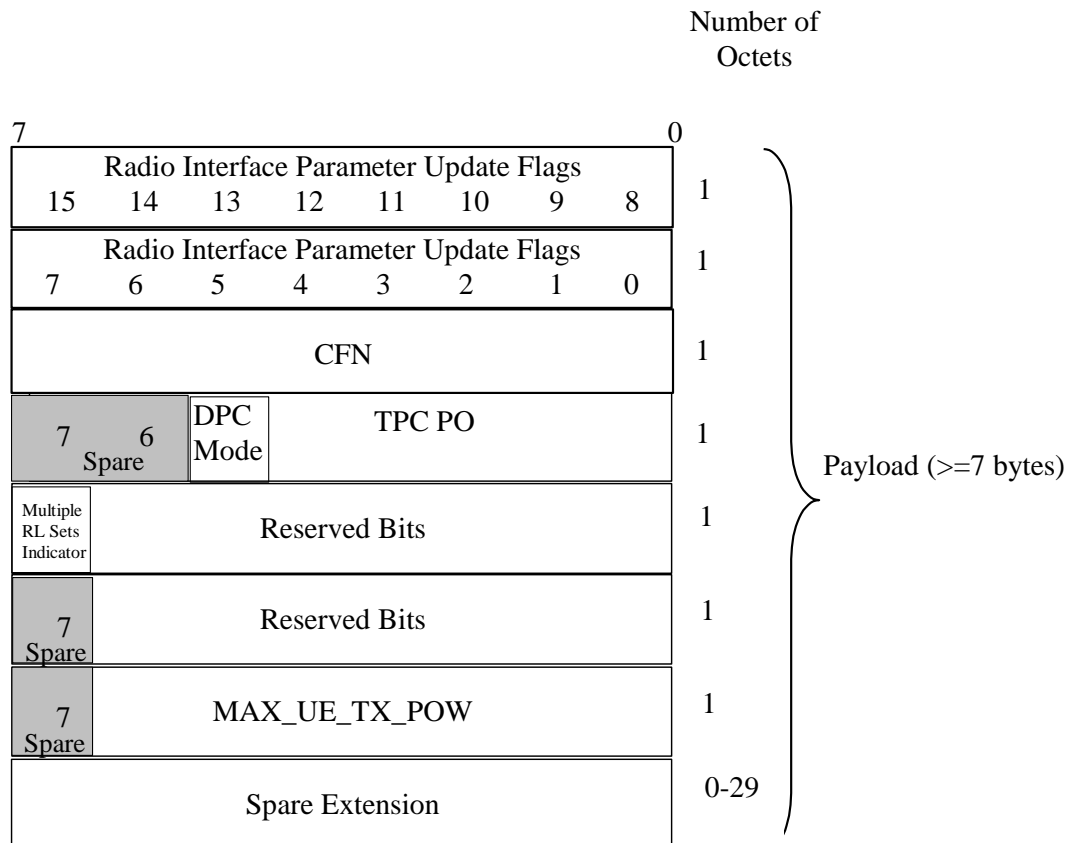 Number of
Octets
7 0
Radio Interface Parameter Update Flags
15 14 13 12 11 10 9 8
1
Radio Interface Parameter Update Flags
7 6 5 4 3 2 1 0
1
CFN
1
7 6
Spare
DPC
Mode
TPC PO
1
Payload (>=7 bytes)
Multiple
RL Sets
Indicator
Reserved Bits
1
7
Spare
Reserved Bits
1
7
Spare
MAX_UE_TX_POW
1
Spare Extension
0-29